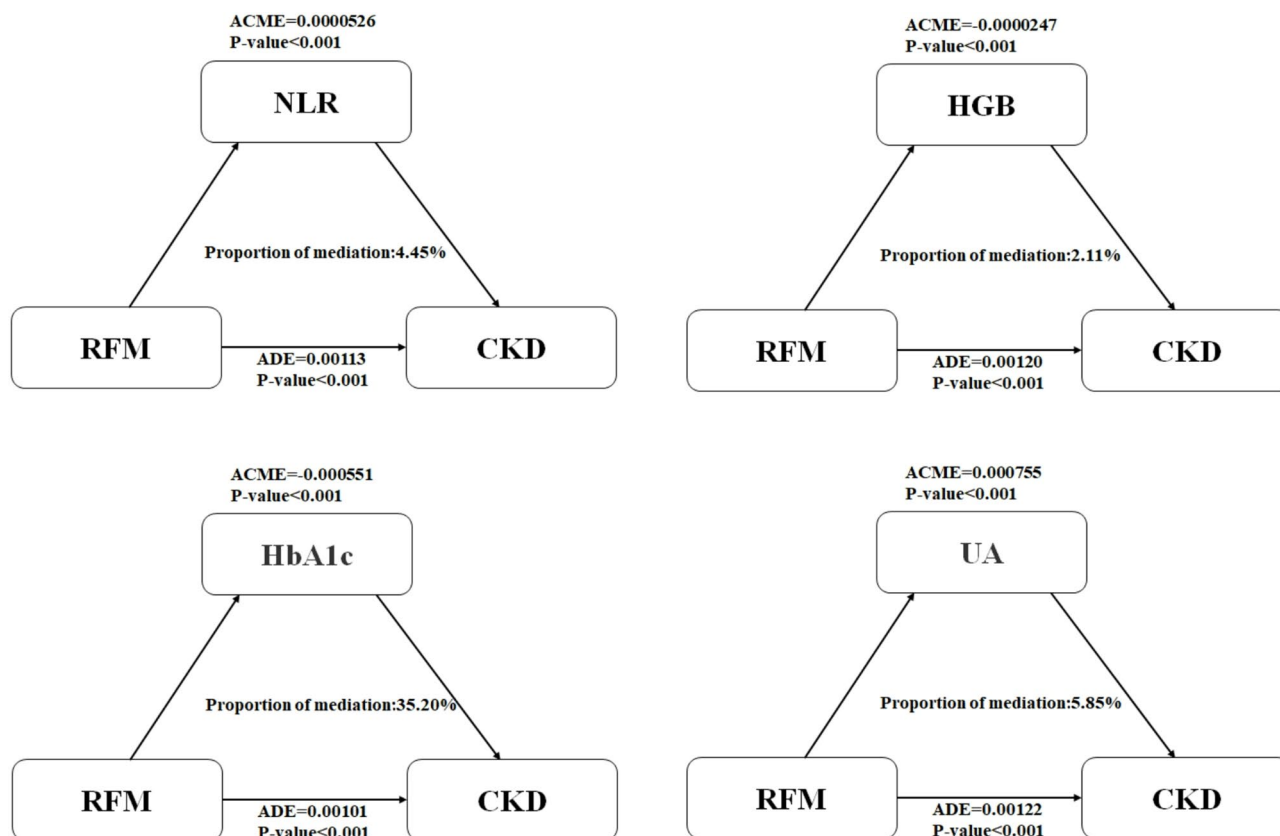 ACME=0.0000526
P-value<0.001
NLR
Proportion of mediation:4.45%
RFM
CKD
ADE=0.00113
P-value<0.001
ACME=-0.0000247
P-value<0.001
HGB
Proportion of mediation:2.11%
RFM
CKD
ADE=0.00120
P-value<0.001
ACME=-0.000551
P-value<0.001
HbA1c
Proportion of mediation:35.20%
RFM
CKD
ADE=0.00101
P-value<0.001
ACME=0.000755
P-value<0.001
UA
Proportion of mediation:5.85%
RFM
CKD
ADE=0.00122
P-value<0.001